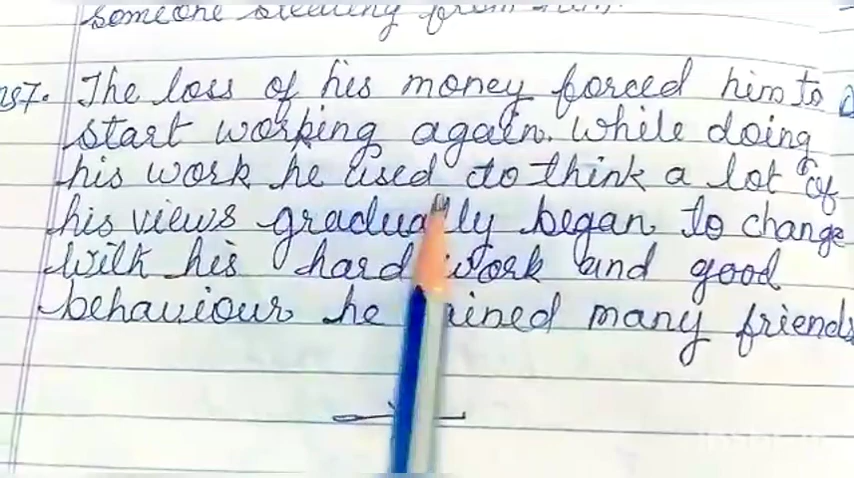 someone stealing from him.
Ans7. The loss of his money forced him to
start working again. While doing
his work he used to think a lot of
his views gradually began to change
with his hard work and good
behaviour he many friends